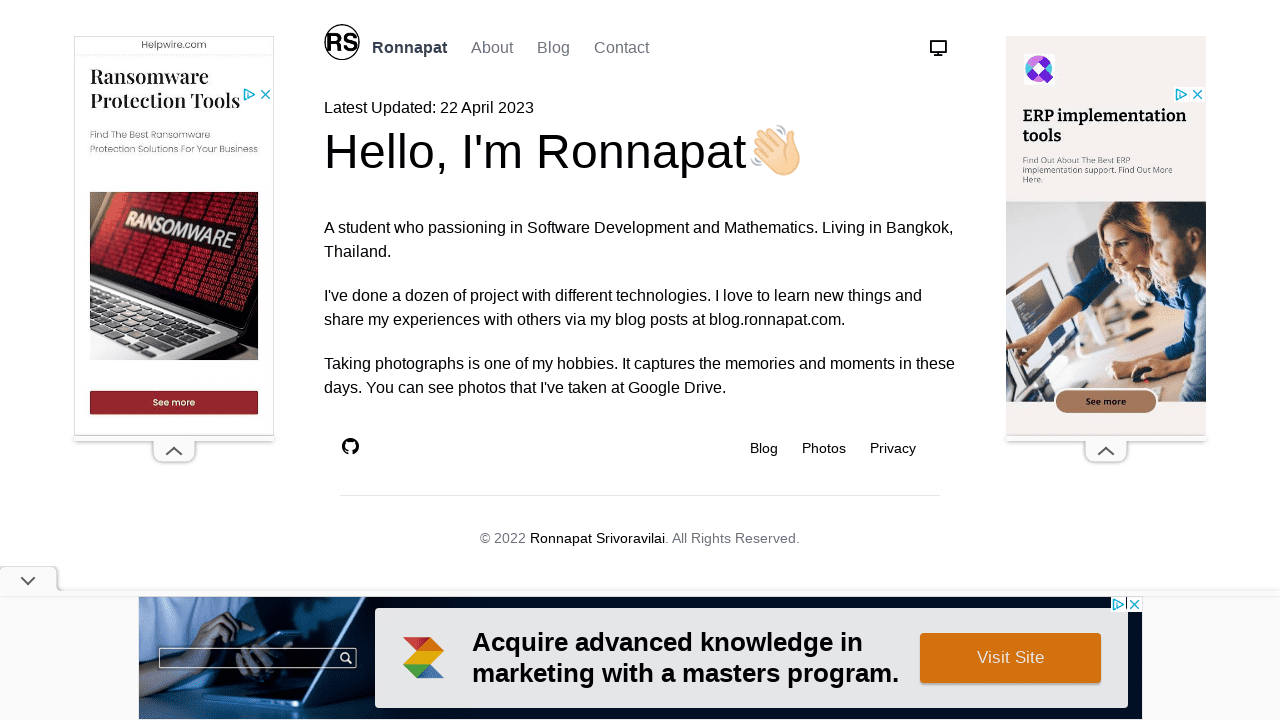 RS
Ronnapat
About
Blog
Contact
Helpwire.com
Ransomware
Protection Tools
Find The Best Ransomware
Protection Solutions For Your Business
RANSOMWARE
See more
Latest Updated: 22 April 2023
Hello, I'm Ronnapat
A student who passioning in Software Development and Mathematics. Living in Bangkok,
Thailand.
I've done a dozen of project with different technologies. I love to learn new things and
share my experiences with others via my blog posts at blog.ronnapat.com.
Taking photographs is one of my hobbies. It captures the memories and moments in these
days. You can see photos that I've taken at Google Drive.
Blog
Photos
Privacy
© 2022 Ronnapat Srivoravilai. All Rights Reserved.
ERP implementation
tools
Find Out About The Best ERP
implementation support. Find Out More
Here.
See more
Acquire advanced knowledge in
marketing with a masters program.
Visit Site